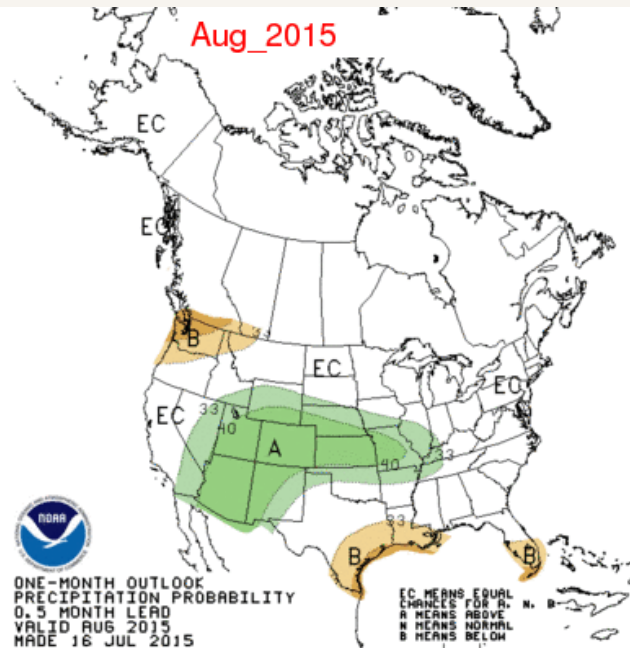 Aug_2015
EC
EC
33
B
EC
EC
EC
33
40
A
40
33
33
B
B
NOAA
ONE-MONTH OUTLOOK
PRECIPITATION PROBABILITY
0.5 MONTH LEAD
VALID AUG 2015
MADE 16 JUL 2015
EC MEANS EQUAL
CHANCES FOR A, N, B
A MEANS ABOVE
N MEANS NORMAL
B MEANS BELOW